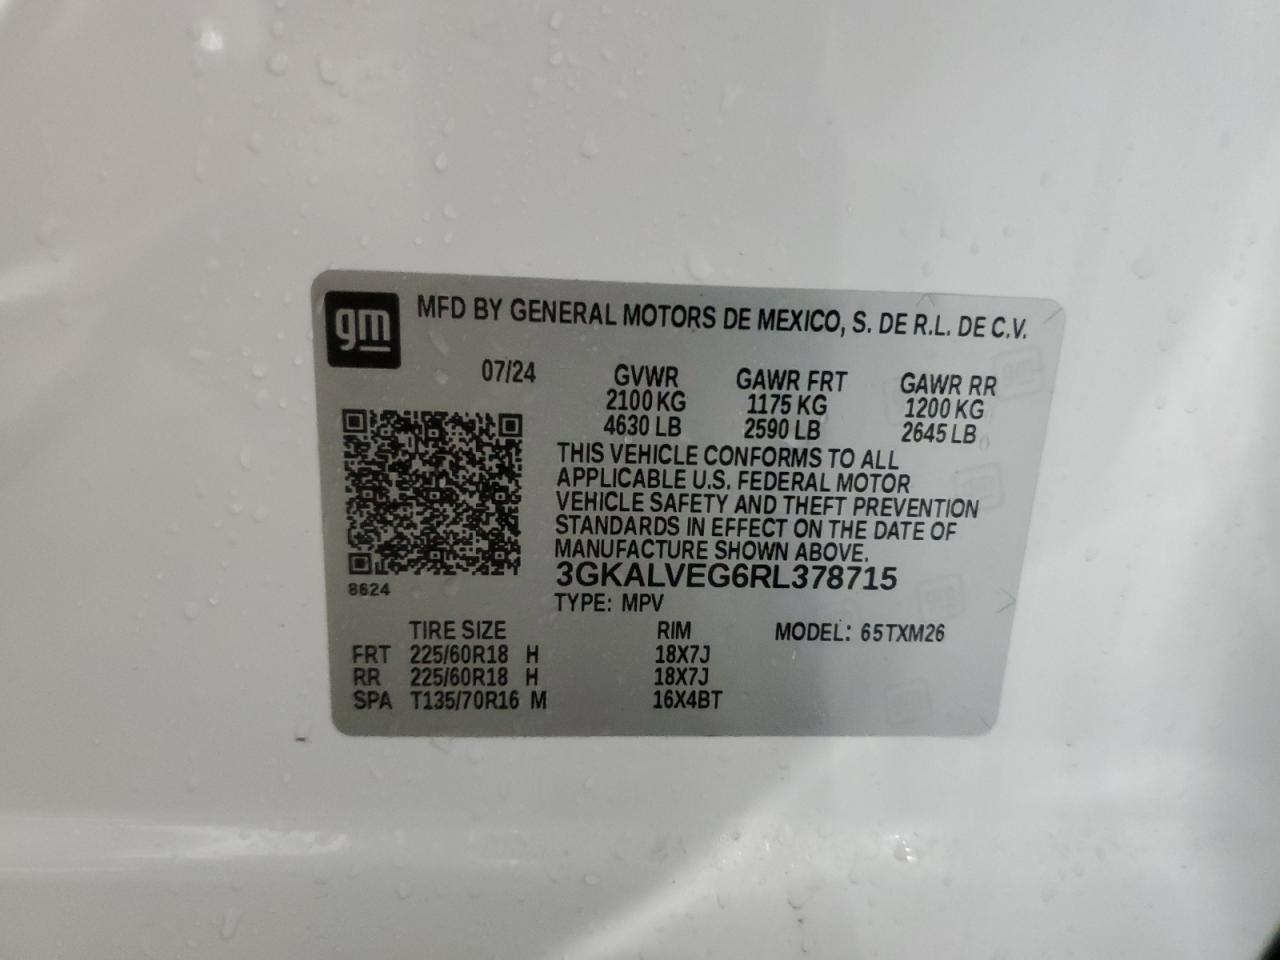 gm MFD BY GENERAL MOTORS DE MEXICO, S. DE R.L. DE C.V.
07/24 GVWR GAWR FRT GAWR RR
2100 KG 1175 KG 1200 KG
4630 LB 2590 LB 2645 LB
THIS VEHICLE CONFORMS TO ALL
APPLICABLE U.S. FEDERAL MOTOR
VEHICLE SAFETY AND THEFT PREVENTION
STANDARDS IN EFFECT ON THE DATE OF
MANUFACTURE SHOWN ABOVE.
3GKALVEG6RL378715
8624
TYPE: MPV
TIRE SIZE RIM MODEL: 65TXM26
FRT 225/60R18 H 18X7J
RR 225/60R18 H 18X7J
SPA T135/70R16 M 16X4BT